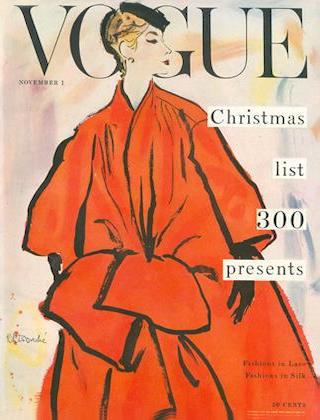 VOGUE
NOVEMBER 1
Christmas
list
300
presents
Fashions in Lace
Fashions in Silk
50 CENTS